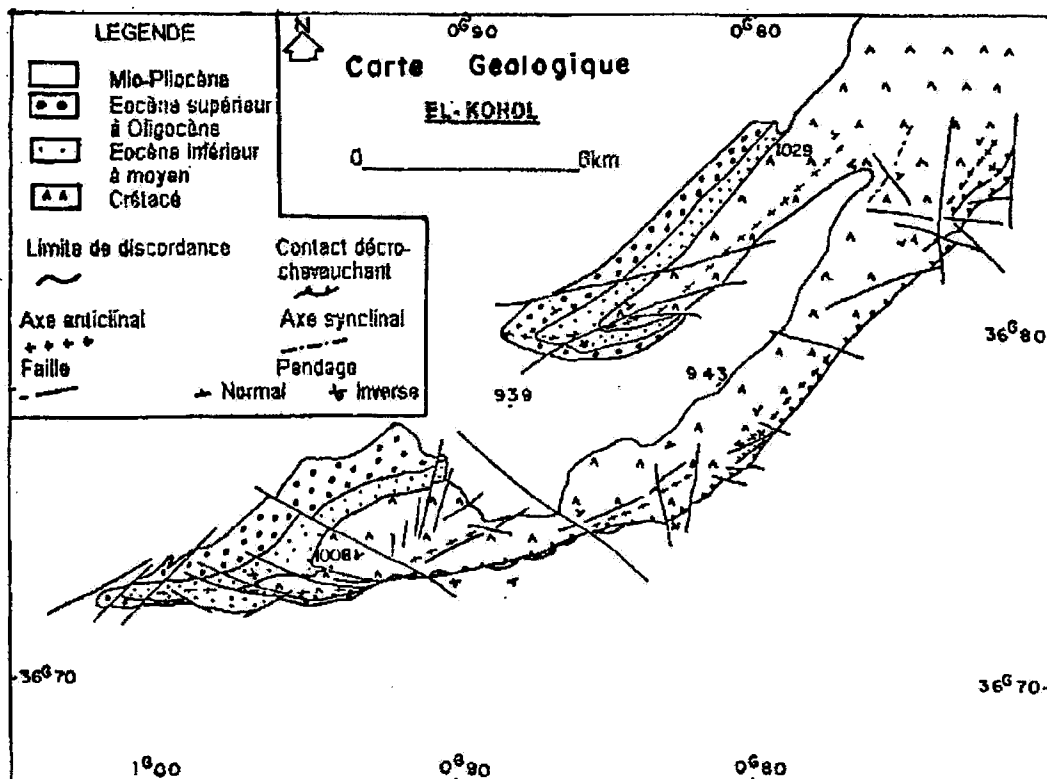 LEGENDE
Mio-Pliocène
Eocène supérieur
à Oligocène
Eocène inférieur
à moyen
Crétacé
Limite de discordance
Contact décro-
chevauchant
Axe anticlinal
Axe synclinal
Faille
Pendage
Normal
Inverse
N
Carte Geologique
EL-KOHOL
0 6km
0ᴳ90
0ᴳ80
1029
36ᴳ80
943
939
1008
36ᴳ70
36ᴳ70
1ᴳ00
0ᴳ90
0ᴳ80